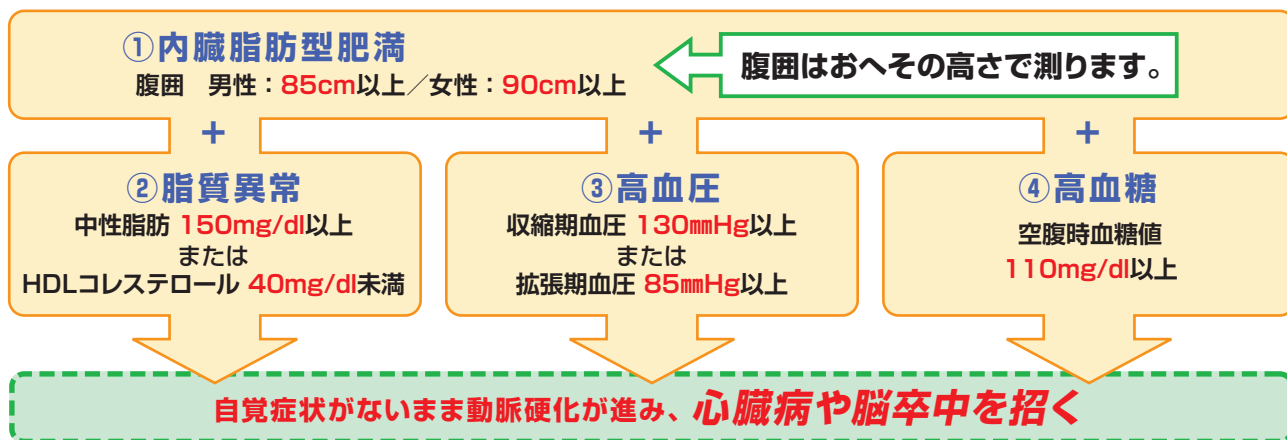 ①内臓脂肪型肥満
腹囲　男性：85cm以上／女性：90cm以上
腹囲はおへその高さで測ります。
+
+
+
②脂質異常
中性脂肪 150mg/dl以上
または
HDLコレステロール 40mg/dl未満
③高血圧
収縮期血圧 130㎜Hg以上
または
拡張期血圧 85㎜Hg以上
④高血糖
空腹時血糖値
110mg/dl以上
自覚症状がないまま動脈硬化が進み、心臓病や脳卒中を招く